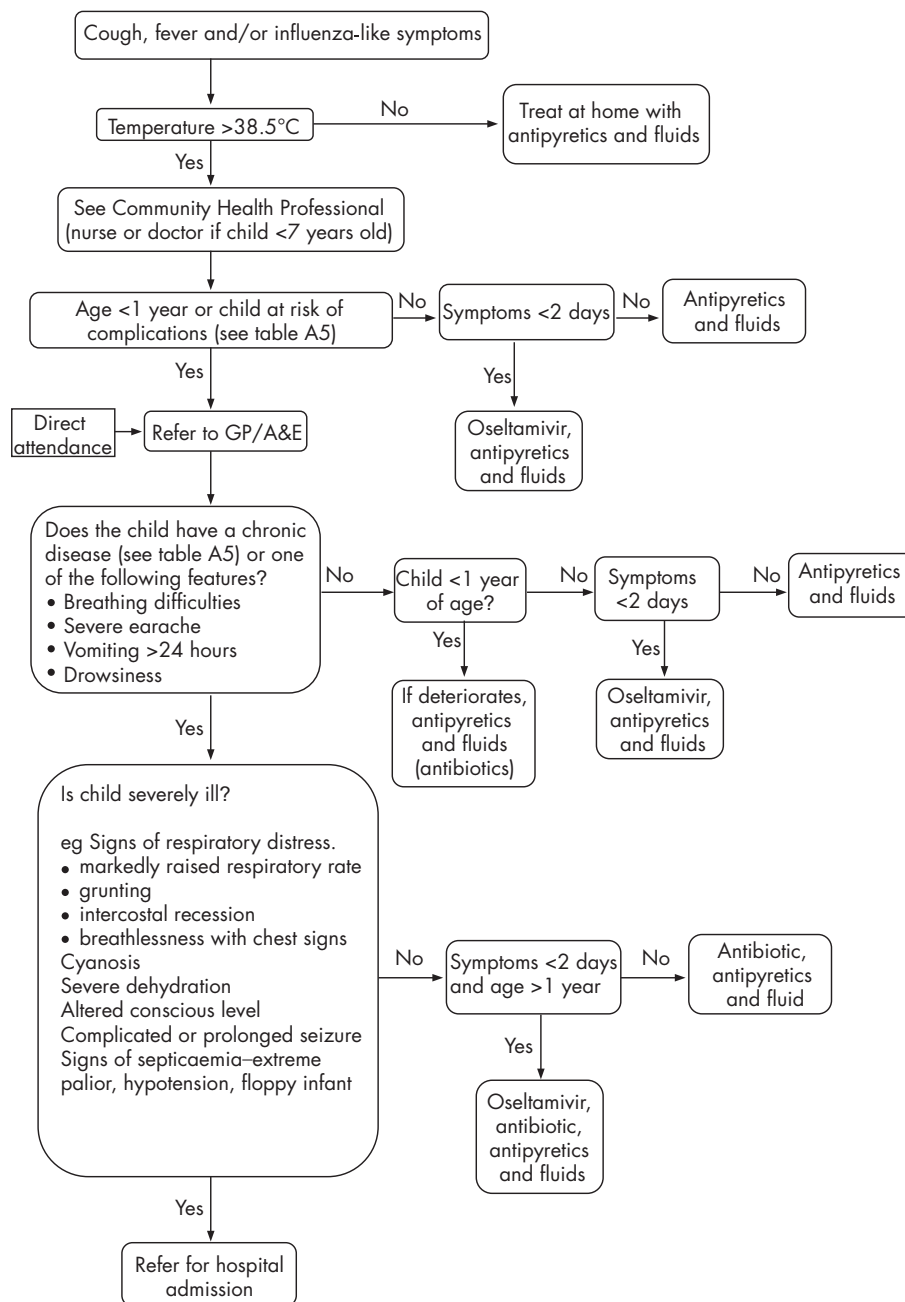 Cough, fever and/or influenza-like symptoms
Temperature >38.5°C
No
Treat at home with
antipyretics and fluids
Yes
See Community Health Professional
(nurse or doctor if child <7 years old)
Age <1 year or child at risk of
complications (see table A5)
No
Symptoms <2 days
No
Antipyretics
and fluids
Yes
Yes
Oseltamivir,
antipyretics
and fluids
Direct
attendance
Refer to GP/A&E
Does the child have a chronic
disease (see table A5) or one
of the following features?
• Breathing difficulties
• Severe earache
• Vomiting >24 hours
• Drowsiness
No
Child <1 year
of age?
No
Symptoms
<2 days
No
Antipyretics
and fluids
Yes
If deteriorates,
antipyretics
and fluids
(antibiotics)
Yes
Oseltamivir,
antipyretics
and fluids
Yes
Is child severely ill?
eg Signs of respiratory distress.
• markedly raised respiratory rate
• grunting
• intercostal recession
• breathlessness with chest signs
Cyanosis
Severe dehydration
Altered conscious level
Complicated or prolonged seizure
Signs of septicaemia–extreme
palior, hypotension, floppy infant
No
Symptoms <2 days
and age >1 year
No
Antibiotic,
antipyretics
and fluid
Yes
Oseltamivir,
antibiotic,
antipyretics
and fluids
Yes
Refer for hospital
admission